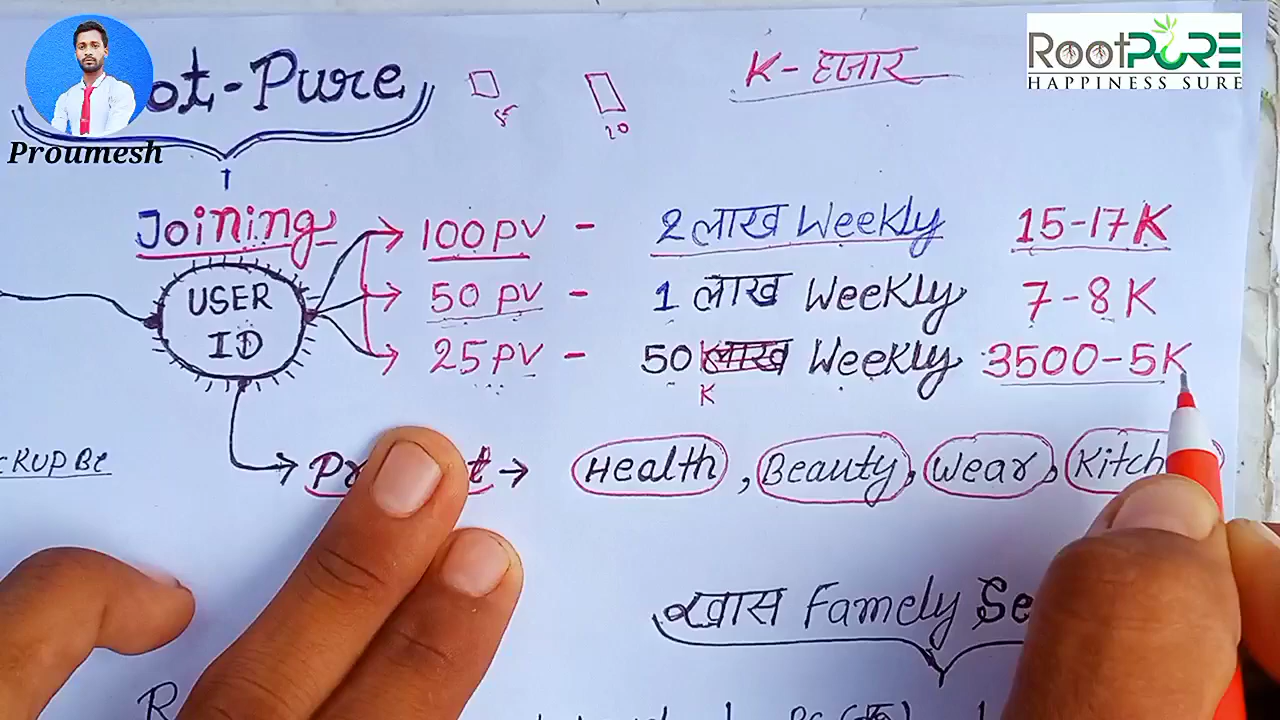 ot-Pure
K-हजार
RootPURE
HAPPINESS SURE
Proumesh
20
Joining
USER
ID
100 PV - 2 लाख Weekly 15-17K
50 PV - 1 लाख Weekly 7-8K
25 PV - 50 Weekly 3500-5K
K
Health, Beauty, Wear, Kitch
खास Famely Se
R